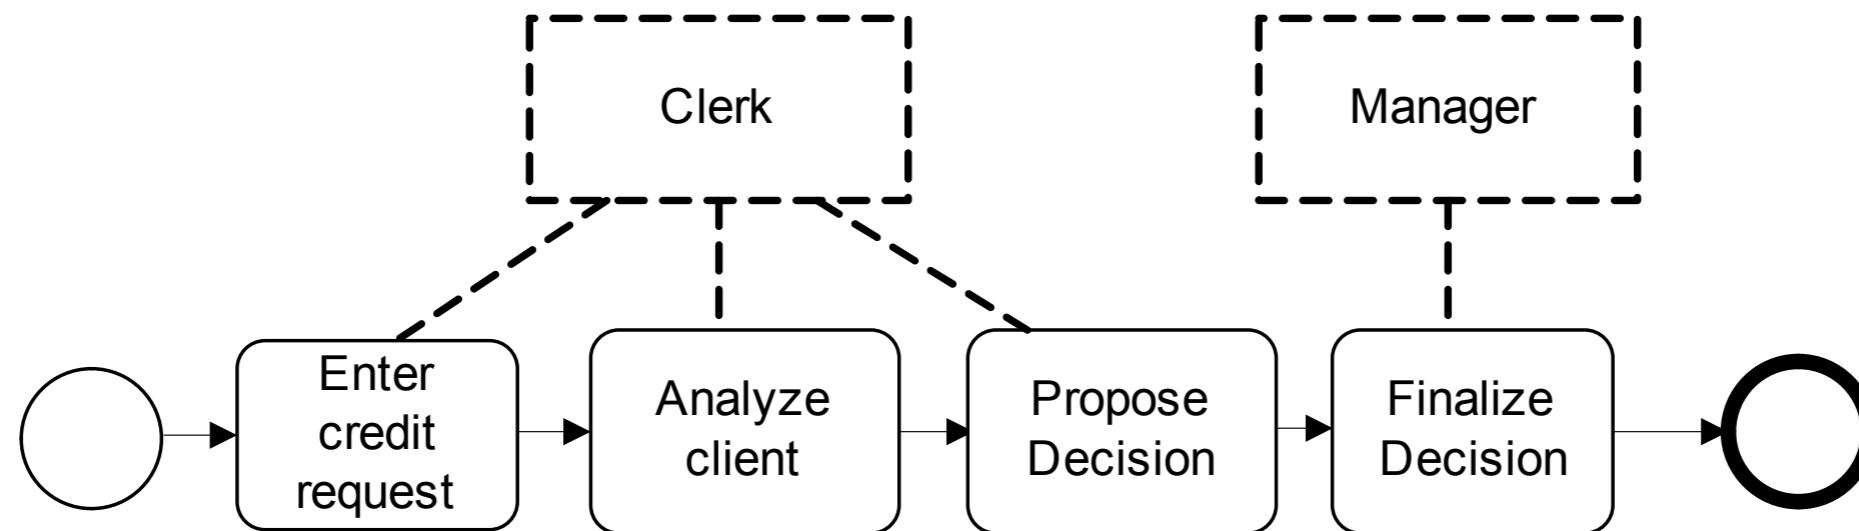 Clerk
Manager
Enter
credit
request
Analyze
client
Propose
Decision
Finalize
Decision